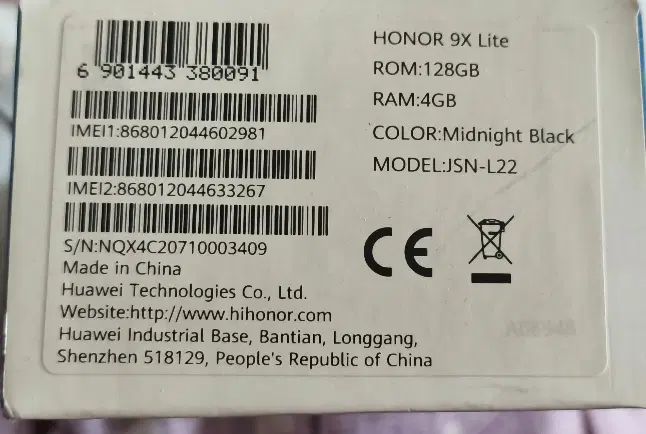 6 901443 380091
IMEI1:868012044602981
IMEI2:868012044633267
S/N:NQX4C20710003409
Made in China
Huawei Technologies Co., Ltd.
Website:http://www.hihonor.com
Huawei Industrial Base, Bantian, Longgang,
Shenzhen 518129, People's Republic of China
HONOR 9X Lite
ROM:128GB
RAM:4GB
COLOR:Midnight Black
MODEL:JSN-L22
CE